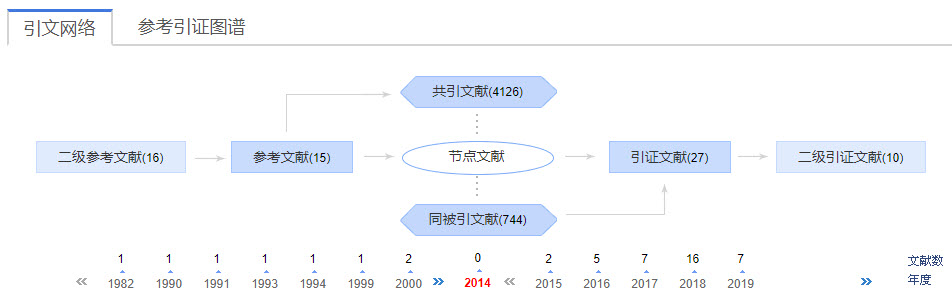 引文网络 参考引证图谱
共引文献(4126)
二级参考文献(16) 参考文献(15) 节点文献 引证文献(27) 二级引证文献(10)
同被引文献(744)
1 1 1 1 1 1 2 0 2 5 7 16 7 文献数
« 1982 1990 1991 1993 1994 1999 2000 » 2014 « 2015 2016 2017 2018 2019 » 年度